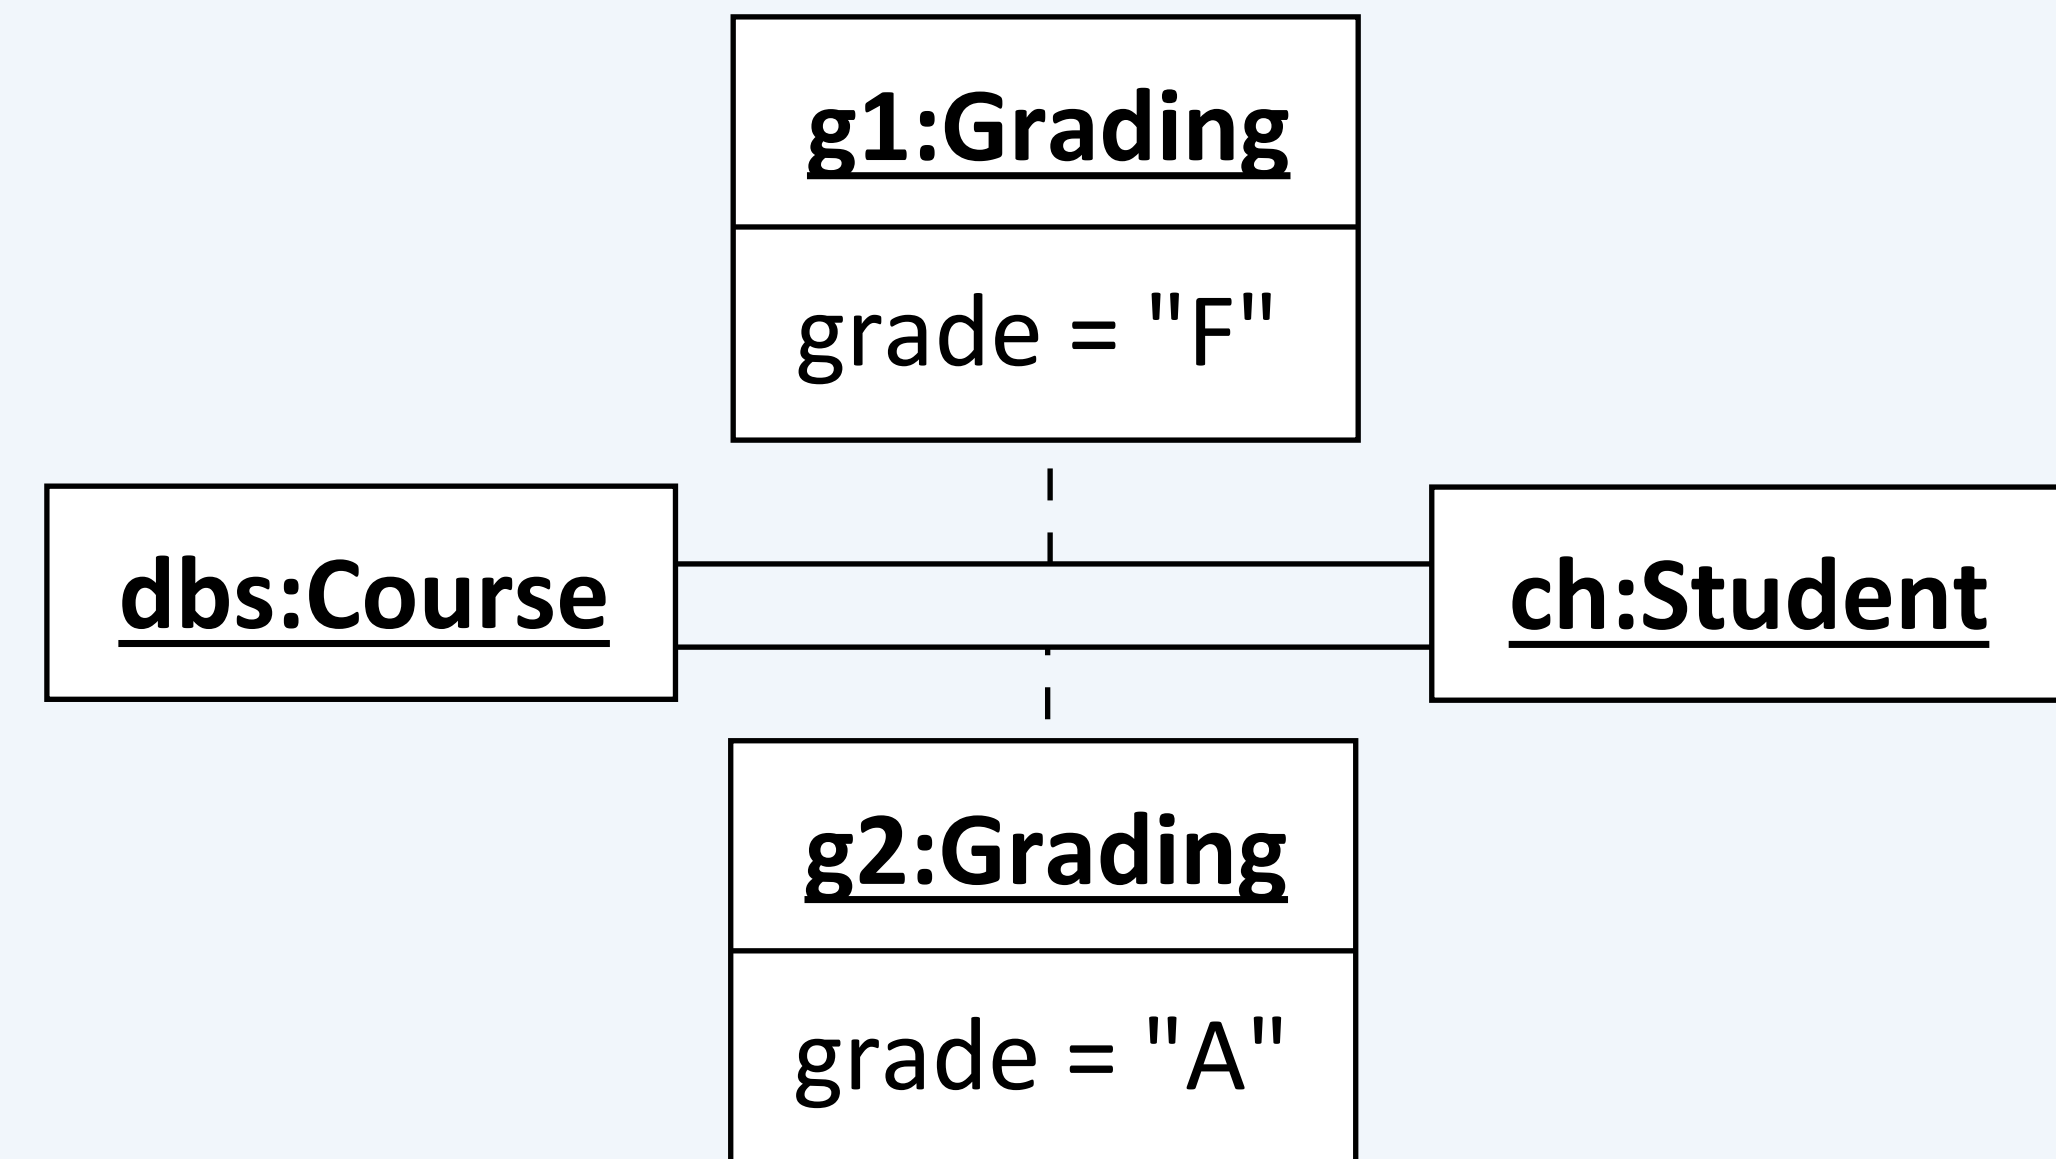 g1:Grading
grade = "F"
dbs:Course
ch:Student
g2:Grading
grade = "A"